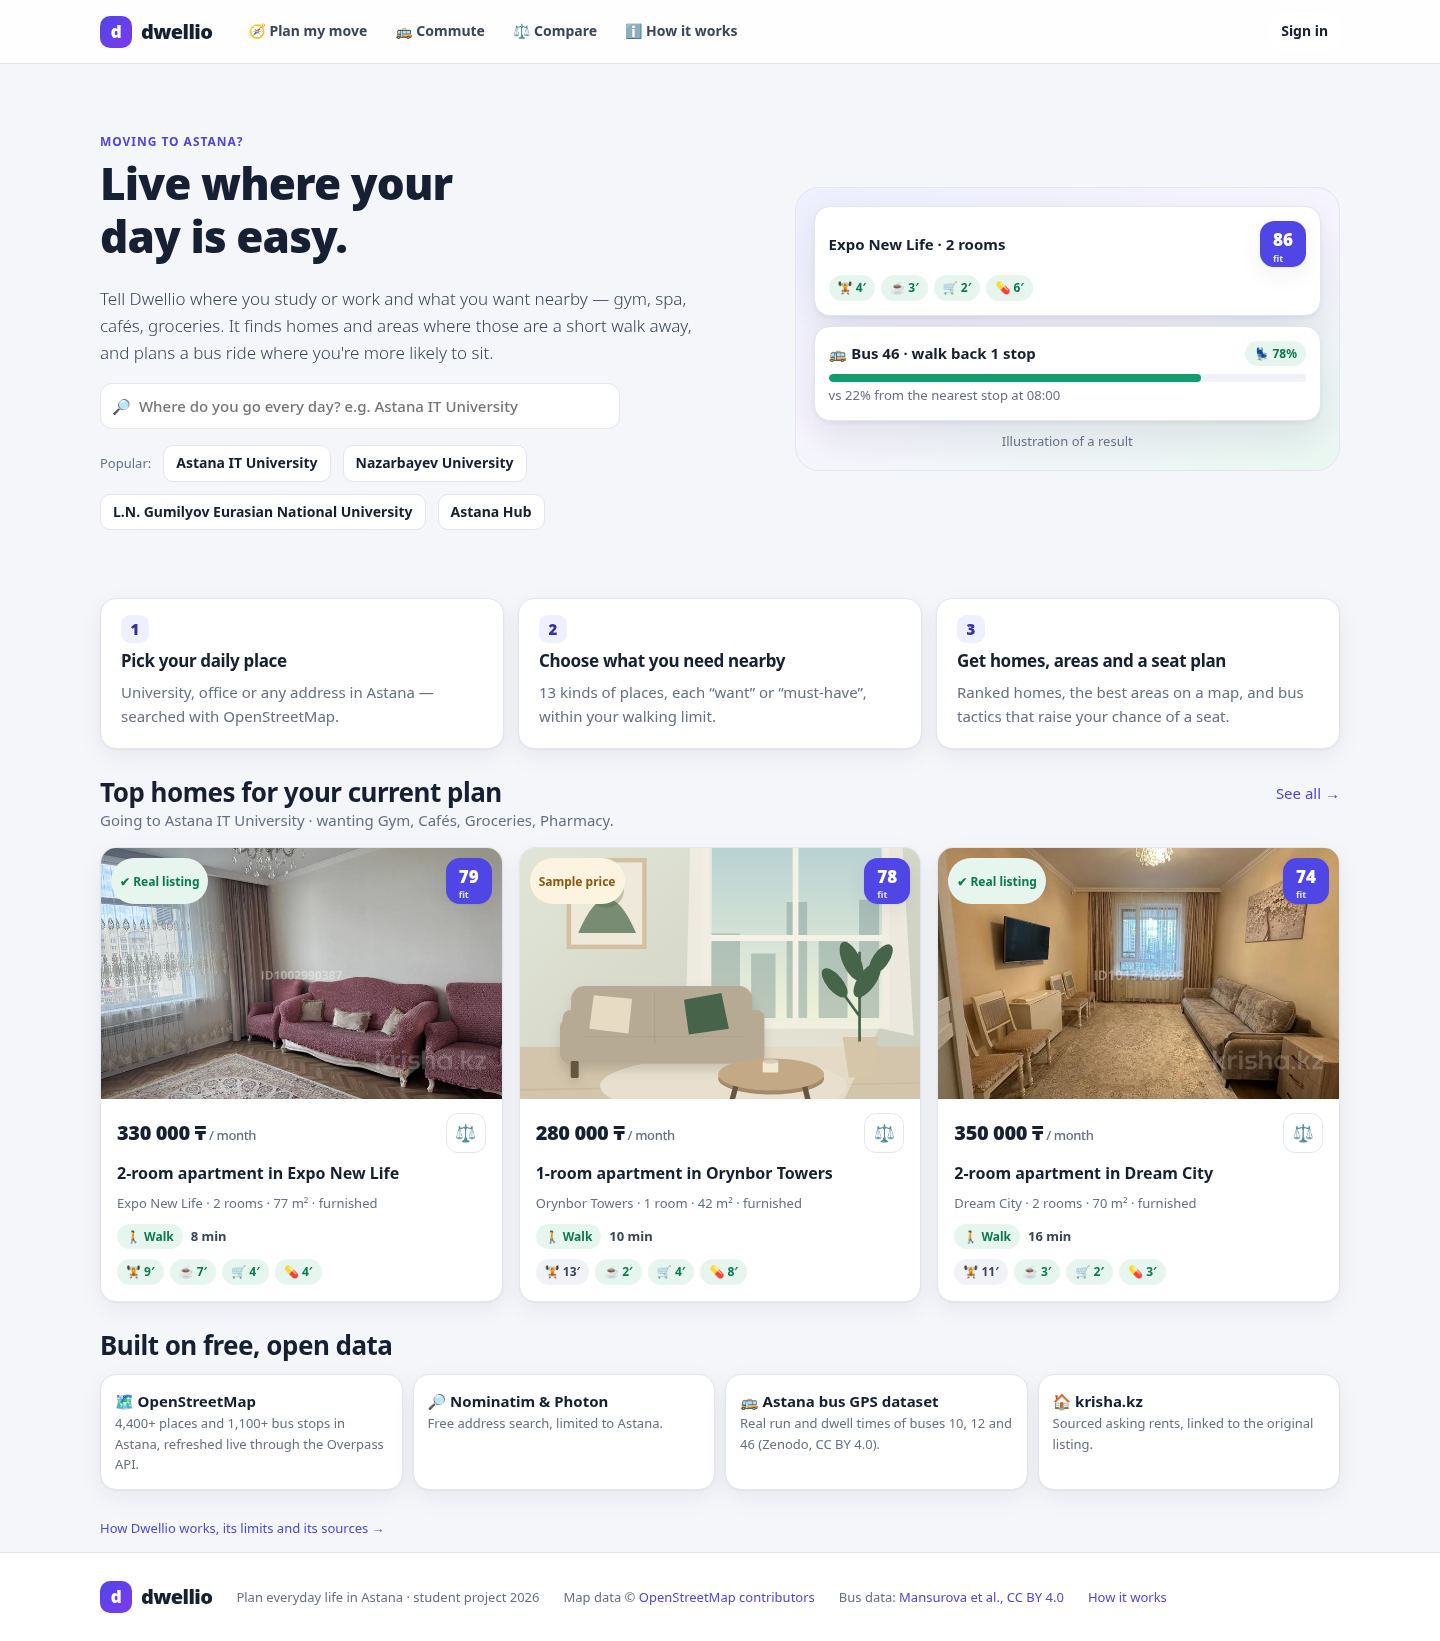 d dwellio 🧭 Plan my move 🚌 Commute ⚖️ Compare ℹ️ How it works Sign in
MOVING TO ASTANA?
Live where your
day is easy.
Tell Dwellio where you study or work and what you want nearby — gym, spa,
cafés, groceries. It finds homes and areas where those are a short walk away,
and plans a bus ride where you're more likely to sit.
🔎 Where do you go every day? e.g. Astana IT University
Popular: Astana IT University Nazarbayev University
L.N. Gumilyov Eurasian National University Astana Hub
Expo New Life · 2 rooms 86
fit
🏋️ 4′ ☕ 3′ 🛒 2′ 💊 6′
🚌 Bus 46 · walk back 1 stop 💺 78%
vs 22% from the nearest stop at 08:00
Illustration of a result
1
Pick your daily place
University, office or any address in Astana —
searched with OpenStreetMap.
2
Choose what you need nearby
13 kinds of places, each “want” or “must-have”,
within your walking limit.
3
Get homes, areas and a seat plan
Ranked homes, the best areas on a map, and bus
tactics that raise your chance of a seat.
Top homes for your current plan
See all →
Going to Astana IT University · wanting Gym, Cafés, Groceries, Pharmacy.
✔ Real listing 79
fit
ID1002990387
krisha.kz
330 000 ₸ / month ⚖️
2-room apartment in Expo New Life
Expo New Life · 2 rooms · 77 m² · furnished
🚶 Walk 8 min
🏋️ 9′ ☕ 7′ 🛒 4′ 💊 4′
Sample price 78
fit
280 000 ₸ / month ⚖️
1-room apartment in Orynbor Towers
Orynbor Towers · 1 room · 42 m² · furnished
🚶 Walk 10 min
🏋️ 13′ ☕ 2′ 🛒 4′ 💊 8′
✔ Real listing 74
fit
krisha.kz
350 000 ₸ / month ⚖️
2-room apartment in Dream City
Dream City · 2 rooms · 70 m² · furnished
🚶 Walk 16 min
🏋️ 11′ ☕ 3′ 🛒 2′ 💊 3′
Built on free, open data
🗺️ OpenStreetMap
4,400+ places and 1,100+ bus stops in
Astana, refreshed live through the Overpass
API.
🔎 Nominatim & Photon
Free address search, limited to Astana.
🚌 Astana bus GPS dataset
Real run and dwell times of buses 10, 12 and
46 (Zenodo, CC BY 4.0).
🏠 krisha.kz
Sourced asking rents, linked to the original
listing.
How Dwellio works, its limits and its sources →
d dwellio Plan everyday life in Astana · student project 2026 Map data © OpenStreetMap contributors Bus data: Mansurova et al., CC BY 4.0 How it works